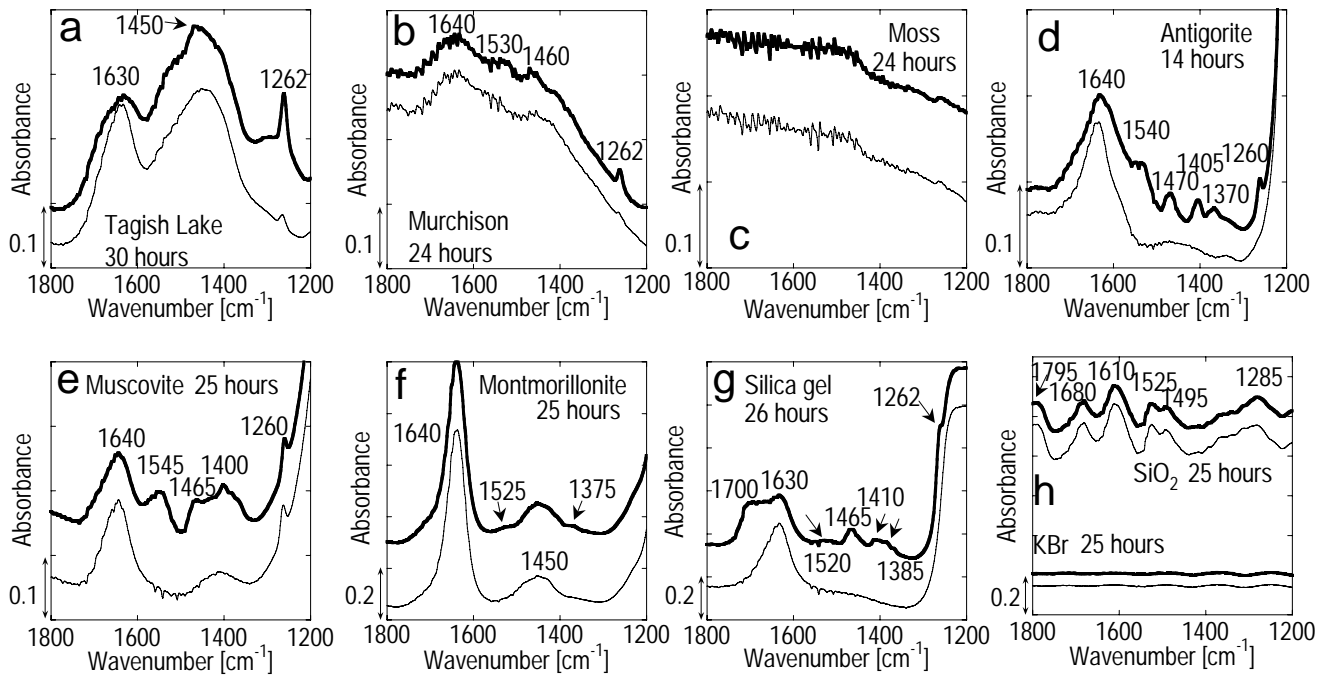 a
1450
1630
1262
Absorbance
0.1
Tagish Lake
30 hours
1800 1600 1400 1200
Wavenumber [cm-1]
b
1640
1530
1460
1262
Absorbance
0.1
Murchison
24 hours
1800 1600 1400 1200
Wavenumber [cm-1]
Moss
24 hours
Absorbance
0.1
c
1800 1600 1400 1200
Wavenumber [cm-1]
d
Antigorite
14 hours
1640
1540
1470
1405
1370
1260
Absorbance
0.1
1800 1600 1400 1200
Wavenumber [cm-1]
e
Muscovite 25 hours
1640
1545
1465
1400
1260
Absorbance
0.1
1800 1600 1400 1200
Wavenumber [cm-1]
f
Montmorillonite
25 hours
1640
1525
1375
1450
Absorbance
0.2
1800 1600 1400 1200
Wavenumber [cm-1]
g
Silica gel
26 hours
1262
1700
1630
1520
1465
1410
1385
Absorbance
0.2
1800 1600 1400 1200
Wavenumber [cm-1]
1795
1680
1610
1525
1495
1285
SiO2 25 hours
h
KBr 25 hours
Absorbance
0.2
1800 1600 1400 1200
Wavenumber [cm-1]